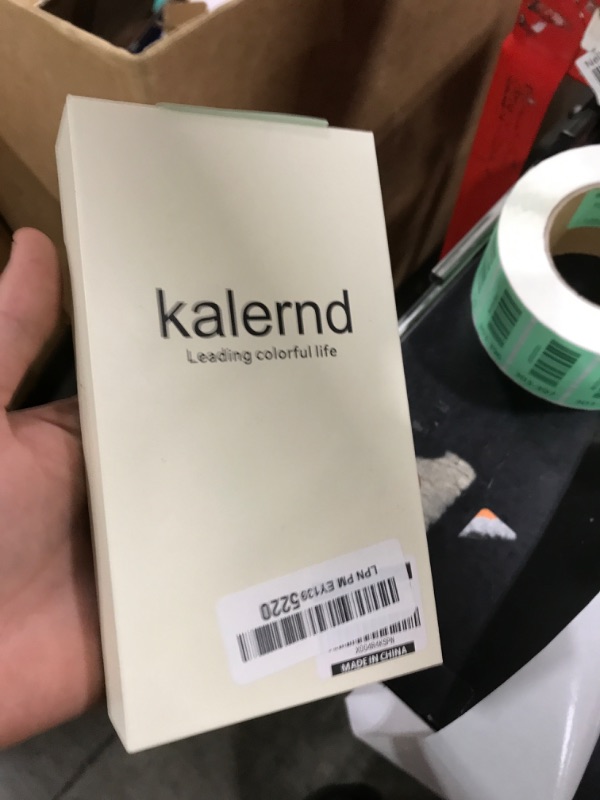 kalernd
Leading colorful life
LPN PM EY139 5220
MADE IN CHINA